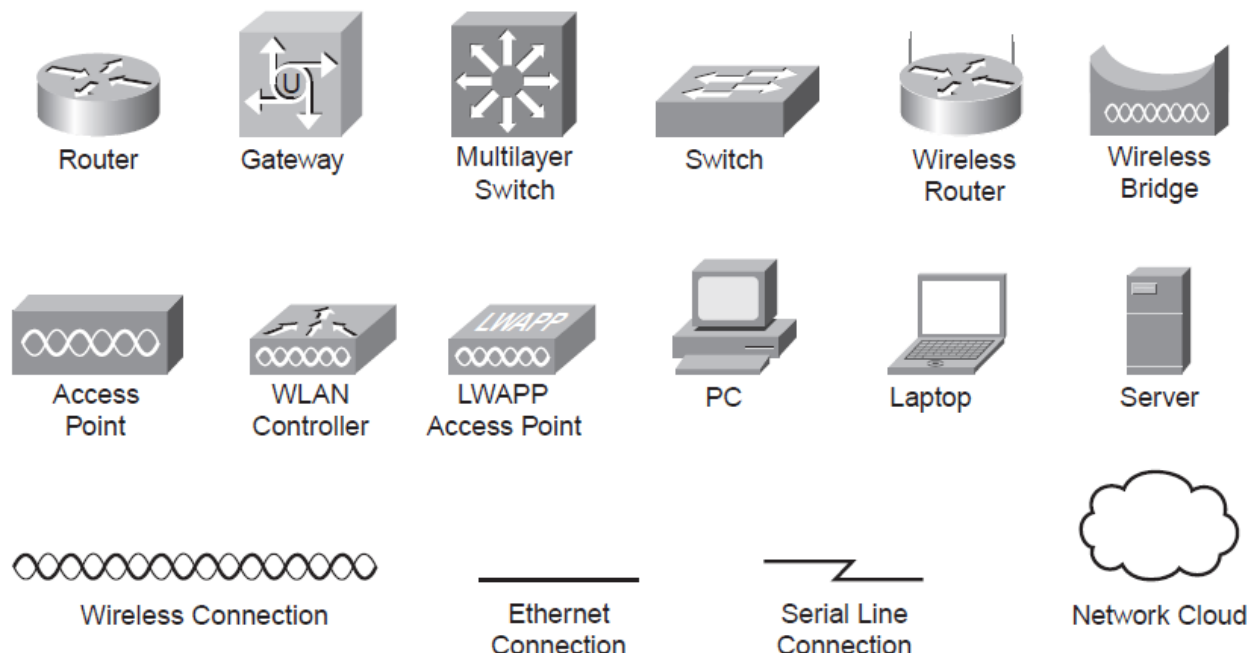 U
Router
Gateway
Multilayer
Switch
Switch
Wireless
Router
Wireless
Bridge
LWAPP
Access
Point
WLAN
Controller
LWAPP
Access Point
PC
Laptop
Server
Wireless Connection
Ethernet
Connection
Serial Line
Connection
Network Cloud